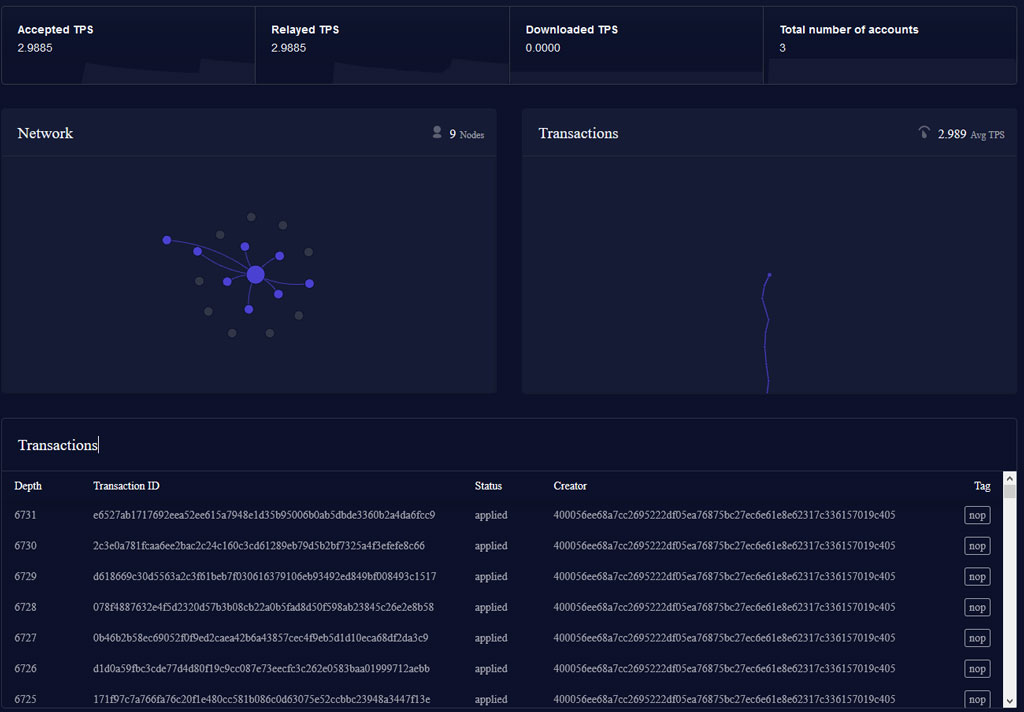 Accepted TPS Relayed TPS Downloaded TPS Total number of accounts
2.9885 2.9885 0.0000 3
Network 9 Nodes Transactions 2.989 Avg TPS
Transactions
Depth Transaction ID Status Creator Tag
6731 e6527ab1717692eea52ee615a7948e1d35b95006b0ab5dbde3360b2a4da6fcc9 applied 400056ee68a7cc2695222df05ea76875bc27ec6e61e8e62317c336157019c405 nop
6730 2c3e0a781fcaa6ee2bac2c24c160c3cd61289eb79d5b2bf7325a4f3efefe8c66 applied 400056ee68a7cc2695222df05ea76875bc27ec6e61e8e62317c336157019c405 nop
6729 d618669c30d5563a2c3f61beb7f030616379106eb93492ed849bf008493c1517 applied 400056ee68a7cc2695222df05ea76875bc27ec6e61e8e62317c336157019c405 nop
6728 078f4887632e4f5d2320d57b3b08cb22a0b5fad8d50f598ab23845c26e2e8b58 applied 400056ee68a7cc2695222df05ea76875bc27ec6e61e8e62317c336157019c405 nop
6727 0b46b2b58ec69052f0f9ed2caea42b6a43857cec4f9eb5d1d10eca68df2da3c9 applied 400056ee68a7cc2695222df05ea76875bc27ec6e61e8e62317c336157019c405 nop
6726 d1d0a59fbc3cde77d4d80f19c9cc087e73eecfc3c262e0583baa01999712aebb applied 400056ee68a7cc2695222df05ea76875bc27ec6e61e8e62317c336157019c405 nop
6725 171f97c7a766fa76c20f1e480cc581b086c0d63075e52ccbbc23948a3447f13e applied 400056ee68a7cc2695222df05ea76875bc27ec6e61e8e62317c336157019c405 nop